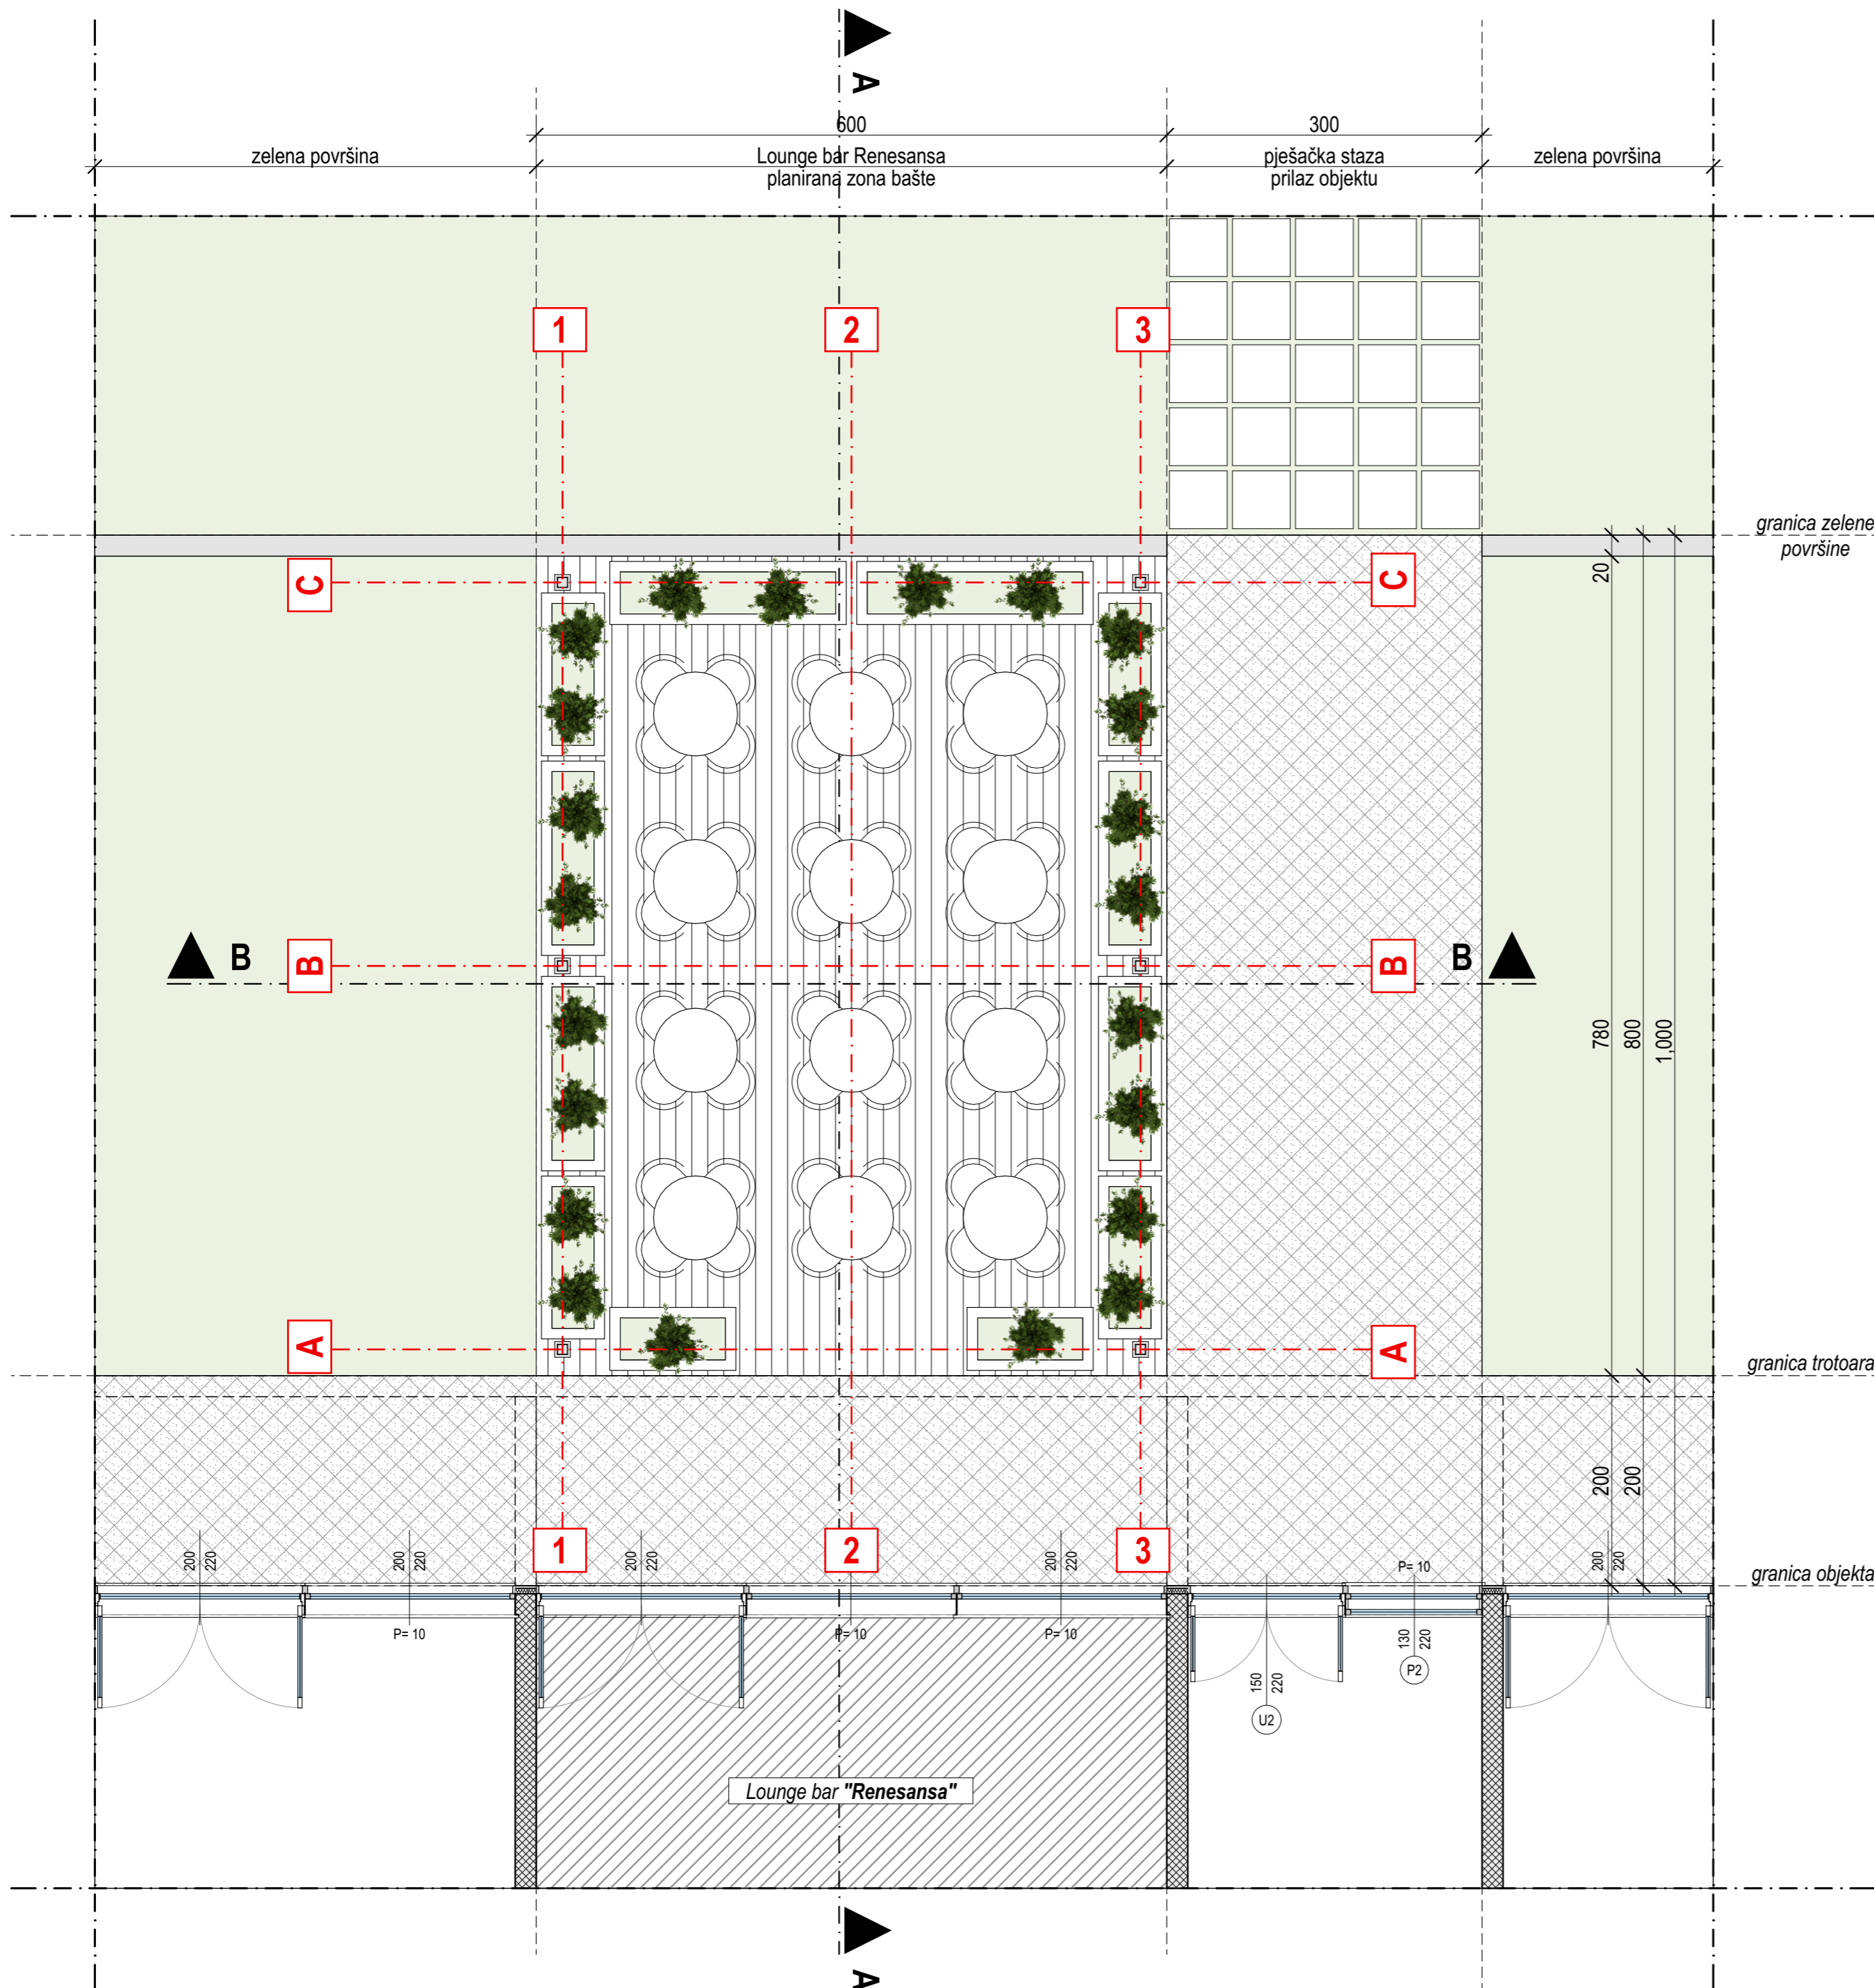 A
600
300
zelena površina
Lounge bar Renesansa
planirana zona bašte
pješačka staza
prilaz objektu
zelena površina
1
2
3
granica zelene
površine
20
C
C
B
B
B
B
780
800
1,000
A
A
granica trotoara
200
200
1
2
3
200
220
200
220
200
220
200
220
P= 10
200
220
granica objekta
P= 10
P= 10
P= 10
130
220
P2
150
220
U2
Lounge bar "Renesansa"
A